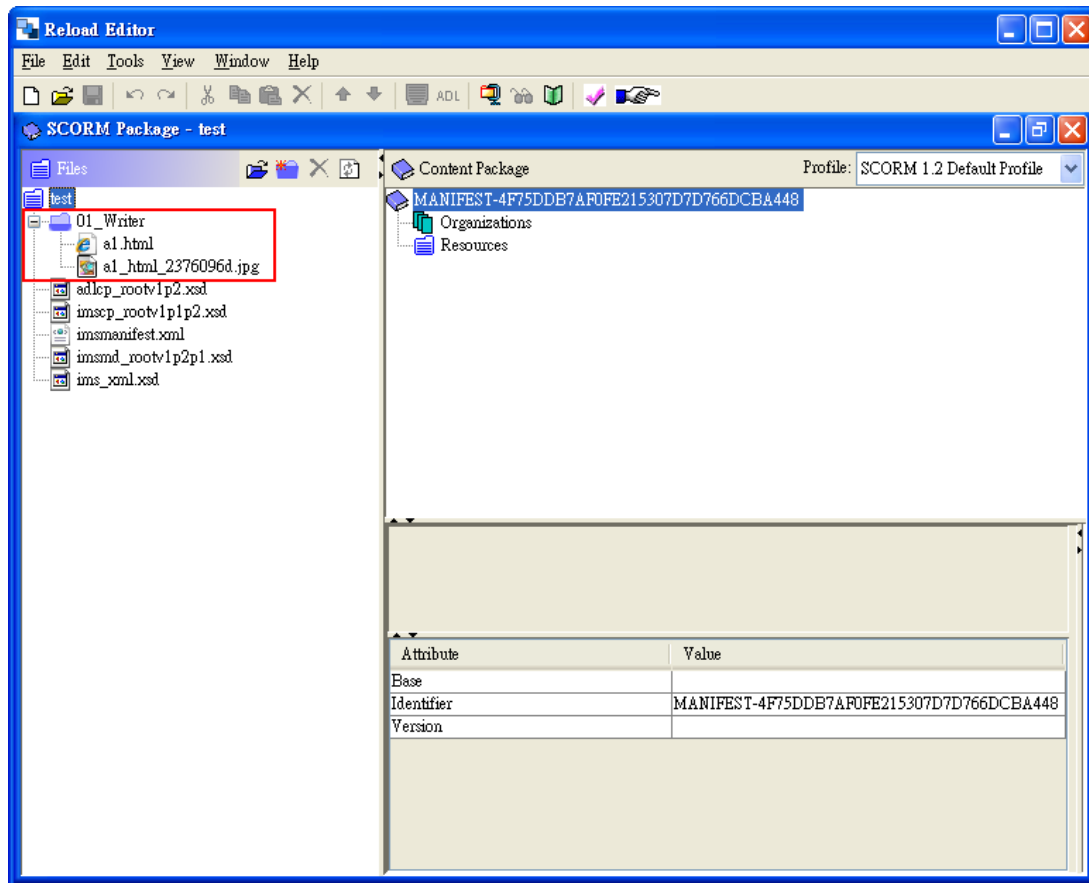 Reload Editor
File Edit Tools View Window Help
ADL
SCORM Package - test
Files
Content Package
Profile: SCORM 1.2 Default Profile
test
01_Writer
a1.html
a1_html_2376096d.jpg
adlcp_rootv1p2.xsd
imscp_rootv1p1p2.xsd
imsmanifest.xml
imsmd_rootv1p2p1.xsd
ims_xml.xsd
MANIFEST-4F75DDB7AF0FE215307D7D766DCBA448
Organizations
Resources
Attribute Value
Base
Identifier MANIFEST-4F75DDB7AF0FE215307D7D766DCBA448
Version